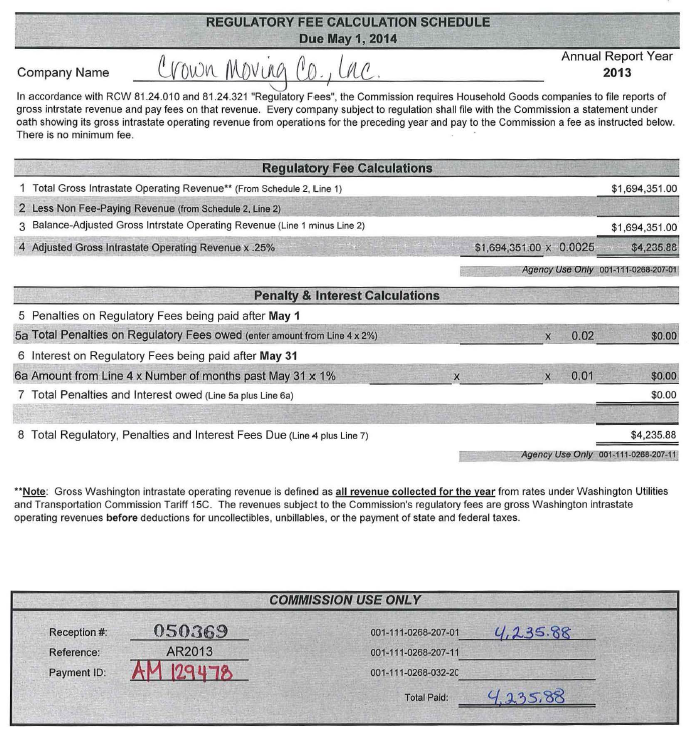 REGULATORY FEE CALCULATION SCHEDULE
Due May 1, 2014
Annual Report Year
Company Name Crown Moving Co., Inc. 2013
In accordance with RCW 81.24.010 and 81.24.321 "Regulatory Fees", the Commission requires Household Goods companies to file reports of
gross intrstate revenue and pay fees on that revenue. Every company subject to regulation shall file with the Commission a statement under
oath showing its gross intrastate operating revenue from operations for the preceding year and pay to the Commission a fee as instructed below.
There is no minimum fee.
Regulatory Fee Calculations
1 Total Gross Intrastate Operating Revenue** (From Schedule 2, Line 1) $1,694,351.00
2 Less Non Fee-Paying Revenue (from Schedule 2, Line 2)
3 Balance-Adjusted Gross Intrstate Operating Revenue (Line 1 minus Line 2) $1,694,351.00
4 Adjusted Gross Intrastate Operating Revenue x .25% $1,694,351.00 x 0.0025 $4,235.88
Agency Use Only 001-111-0268-207-01
Penalty & Interest Calculations
5 Penalties on Regulatory Fees being paid after May 1
5a Total Penalties on Regulatory Fees owed (enter amount from Line 4 x 2%) x 0.02 $0.00
6 Interest on Regulatory Fees being paid after May 31
6a Amount from Line 4 x Number of months past May 31 x 1% x x 0.01 $0.00
7 Total Penalties and Interest owed (Line 5a plus Line 6a) $0.00
8 Total Regulatory, Penalties and Interest Fees Due (Line 4 plus Line 7) $4,235.88
Agency Use Only 001-111-0268-207-11
**Note: Gross Washington intrastate operating revenue is defined as all revenue collected for the year from rates under Washington Utilities
and Transportation Commission Tariff 15C. The revenues subject to the Commission's regulatory fees are gross Washington intrastate
operating revenues before deductions for uncollectibles, unbillables, or the payment of state and federal taxes.
COMMISSION USE ONLY
Reception #: 050369 001-111-0268-207-01 4,235.88
Reference: AR2013 001-111-0268-207-11
Payment ID: AM 129478 001-111-0268-032-20
Total Paid: 4,235.88